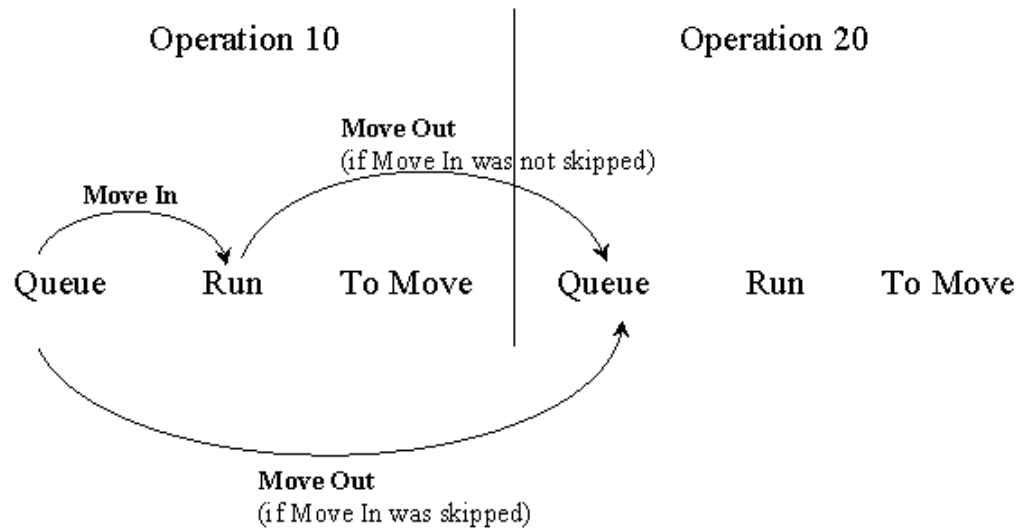 Operation 10
Operation 20
Move Out
(if Move In was not skipped)
Move In
Queue Run To Move Queue Run To Move
Move Out
(if Move In was skipped)